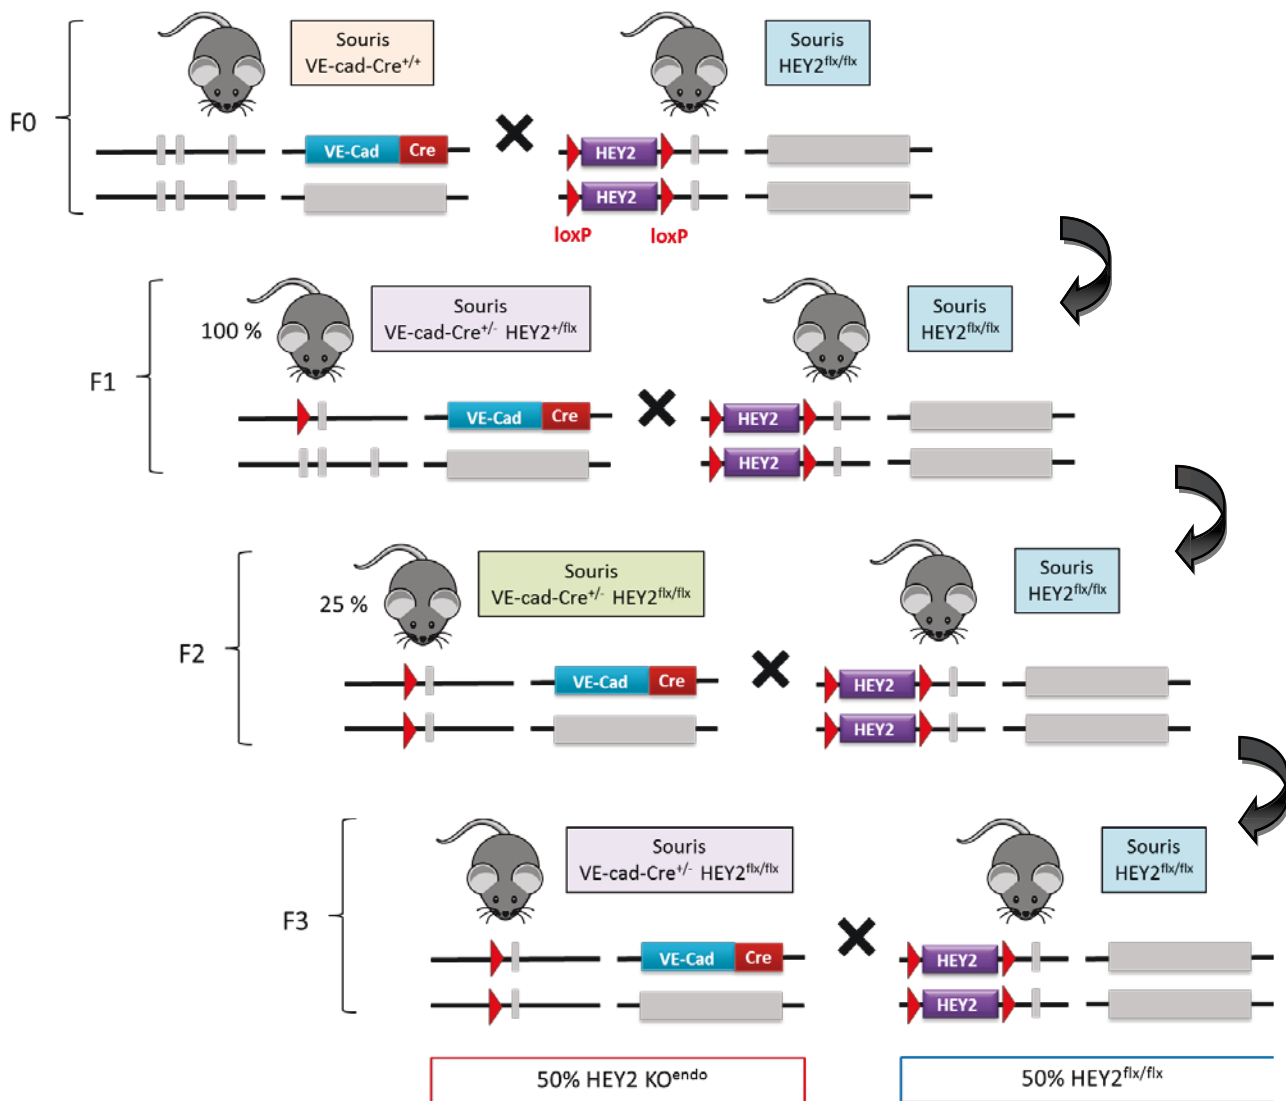 F0
Souris
VE-cad-Cre+/+
Souris
HEY2flx/flx
VE-Cad Cre
HEY2
HEY2
loxP loxP
F1
100 %
Souris
VE-cad-Cre+/- HEY2+/flx
Souris
HEY2flx/flx
VE-Cad Cre
HEY2
HEY2
F2
25 %
Souris
VE-cad-Cre+/- HEY2flx/flx
Souris
HEY2flx/flx
VE-Cad Cre
HEY2
HEY2
F3
Souris
VE-cad-Cre+/- HEY2flx/flx
Souris
HEY2flx/flx
VE-Cad Cre
HEY2
HEY2
50% HEY2 KOendo
50% HEY2flx/flx